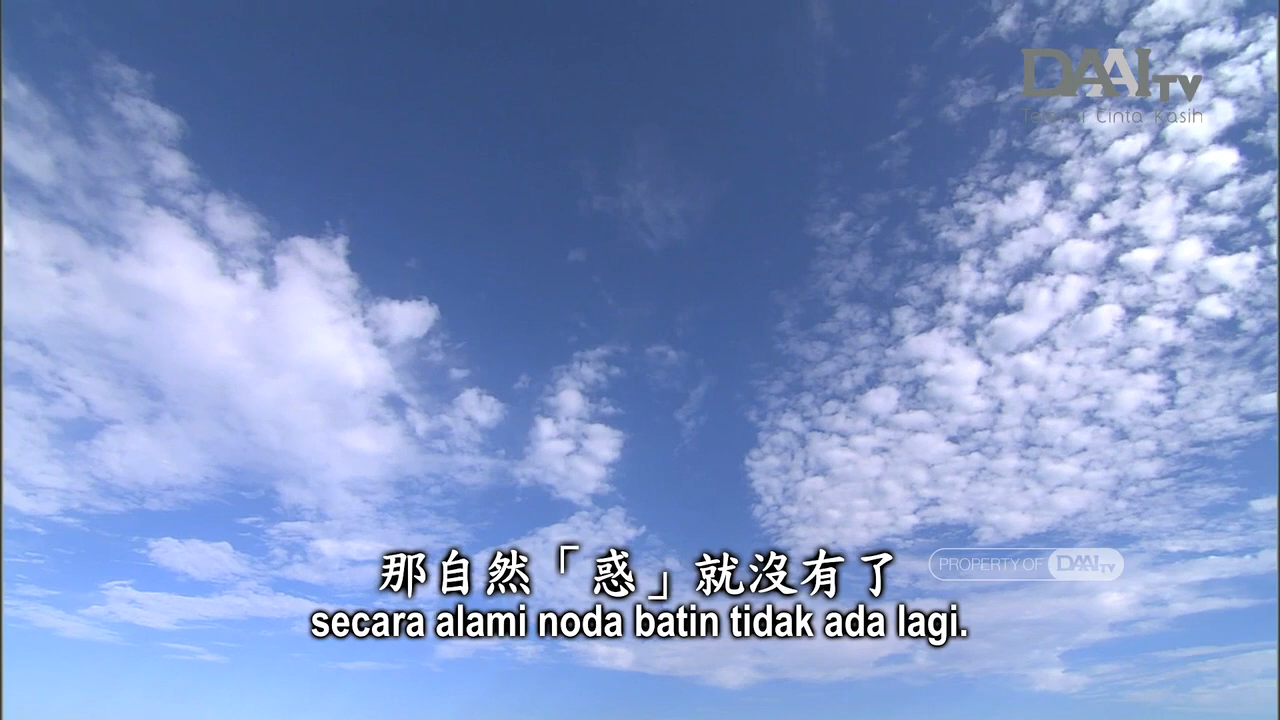 DAAI TV
Televisi Cinta Kasih
那自然「惑」就沒有了
PROPERTY OF DAAI TV
secara alami noda batin tidak ada lagi.